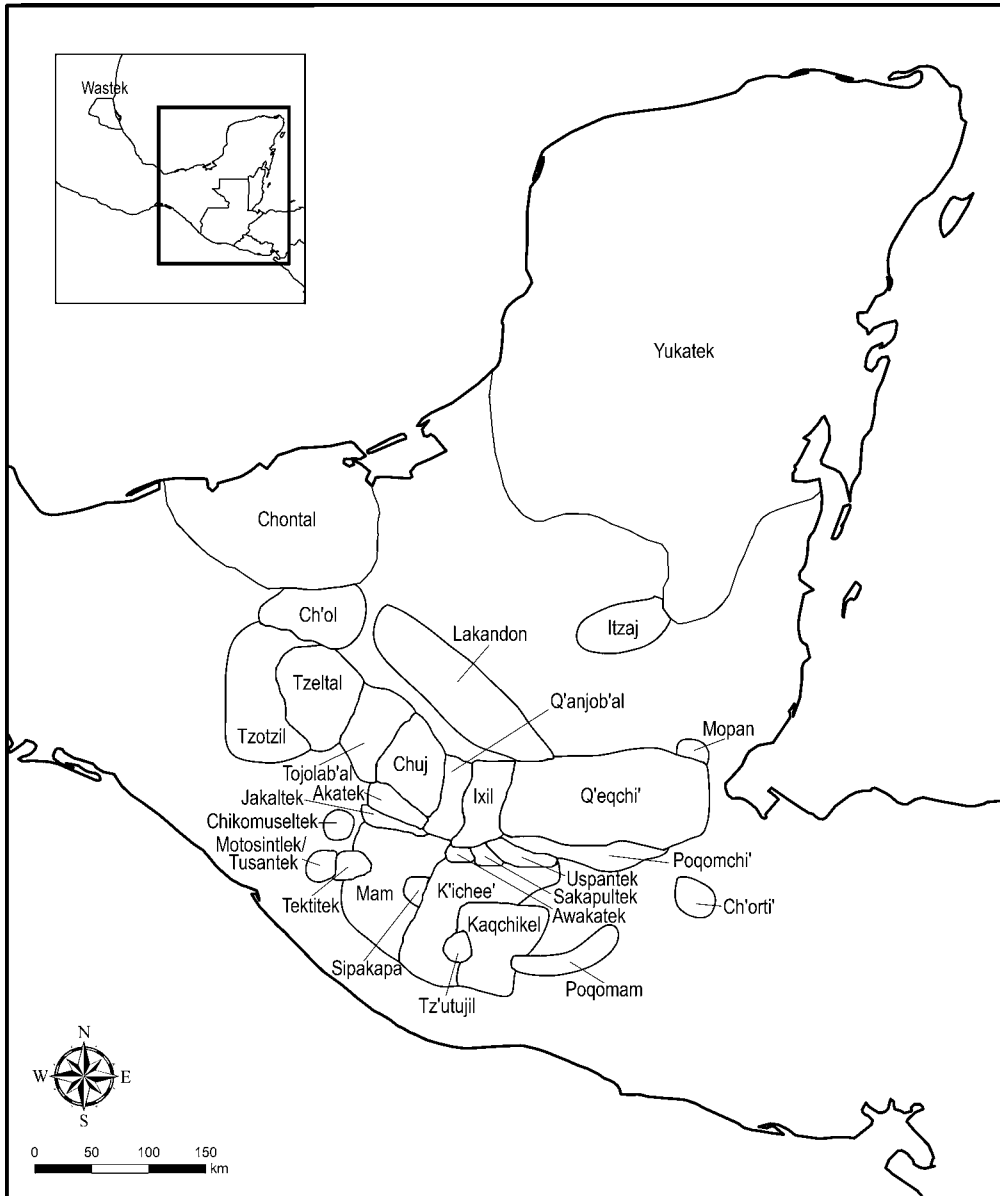 Wastek
Yukatek
Chontal
Ch'ol
Itzaj
Lakandon
Tzeltal
Q'anjob'al
Tzotzil
Mopan
Chuj
Tojolab'al
Akatek
Ixil
Q'eqchi'
Jakaltek
Chikomuseltek
Motosintlek/
Tusantek
Poqomchi'
Uspantek
Tektitek
Mam
K'ichee'
Sakapultek
Awakatek
Ch'orti'
Kaqchikel
Sipakapa
Poqomam
Tz'utujil
N
W
E
S
0 50 100 150
km